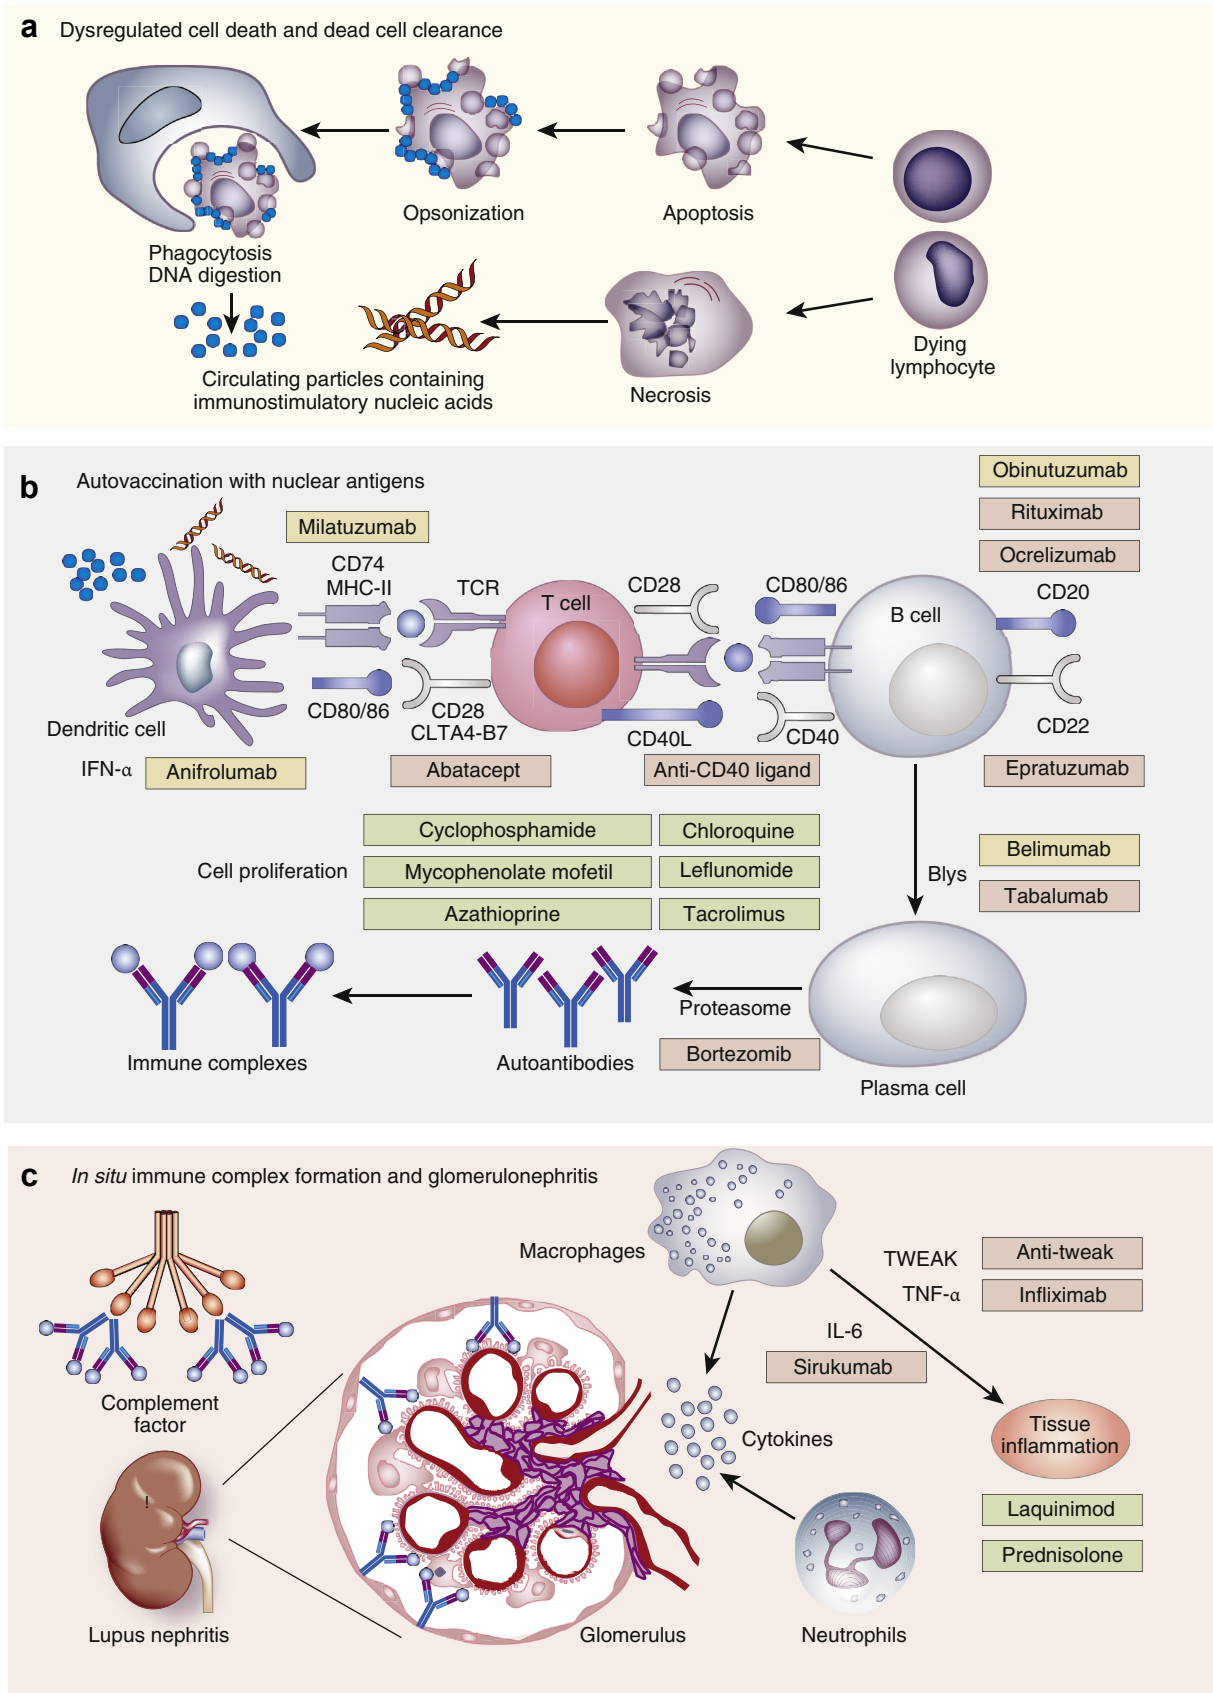 a Dysregulated cell death and dead cell clearance
Opsonization
Apoptosis
Phagocytosis
DNA digestion
Dying
lymphocyte
Circulating particles containing
immunostimulatory nucleic acids
Necrosis
b Autovaccination with nuclear antigens
Obinutuzumab
Rituximab
Ocrelizumab
Milatuzumab
CD74
MHC-II
TCR
T cell
CD28
CD80/86
B cell
CD20
CD80/86
CD28
CLTA4-B7
CD40L
CD40
CD22
Dendritic cell
IFN-α
Anifrolumab
Abatacept
Anti-CD40 ligand
Epratuzumab
Cell proliferation
Cyclophosphamide
Chloroquine
Mycophenolate mofetil
Leflunomide
Azathioprine
Tacrolimus
Blys
Belimumab
Tabalumab
Proteasome
Bortezomib
Immune complexes
Autoantibodies
Plasma cell
c In situ immune complex formation and glomerulonephritis
Macrophages
TWEAK
Anti-tweak
TNF-α
Infliximab
IL-6
Sirukumab
Complement
factor
Cytokines
Tissue
inflammation
Laquinimod
Prednisolone
!
Lupus nephritis
Glomerulus
Neutrophils